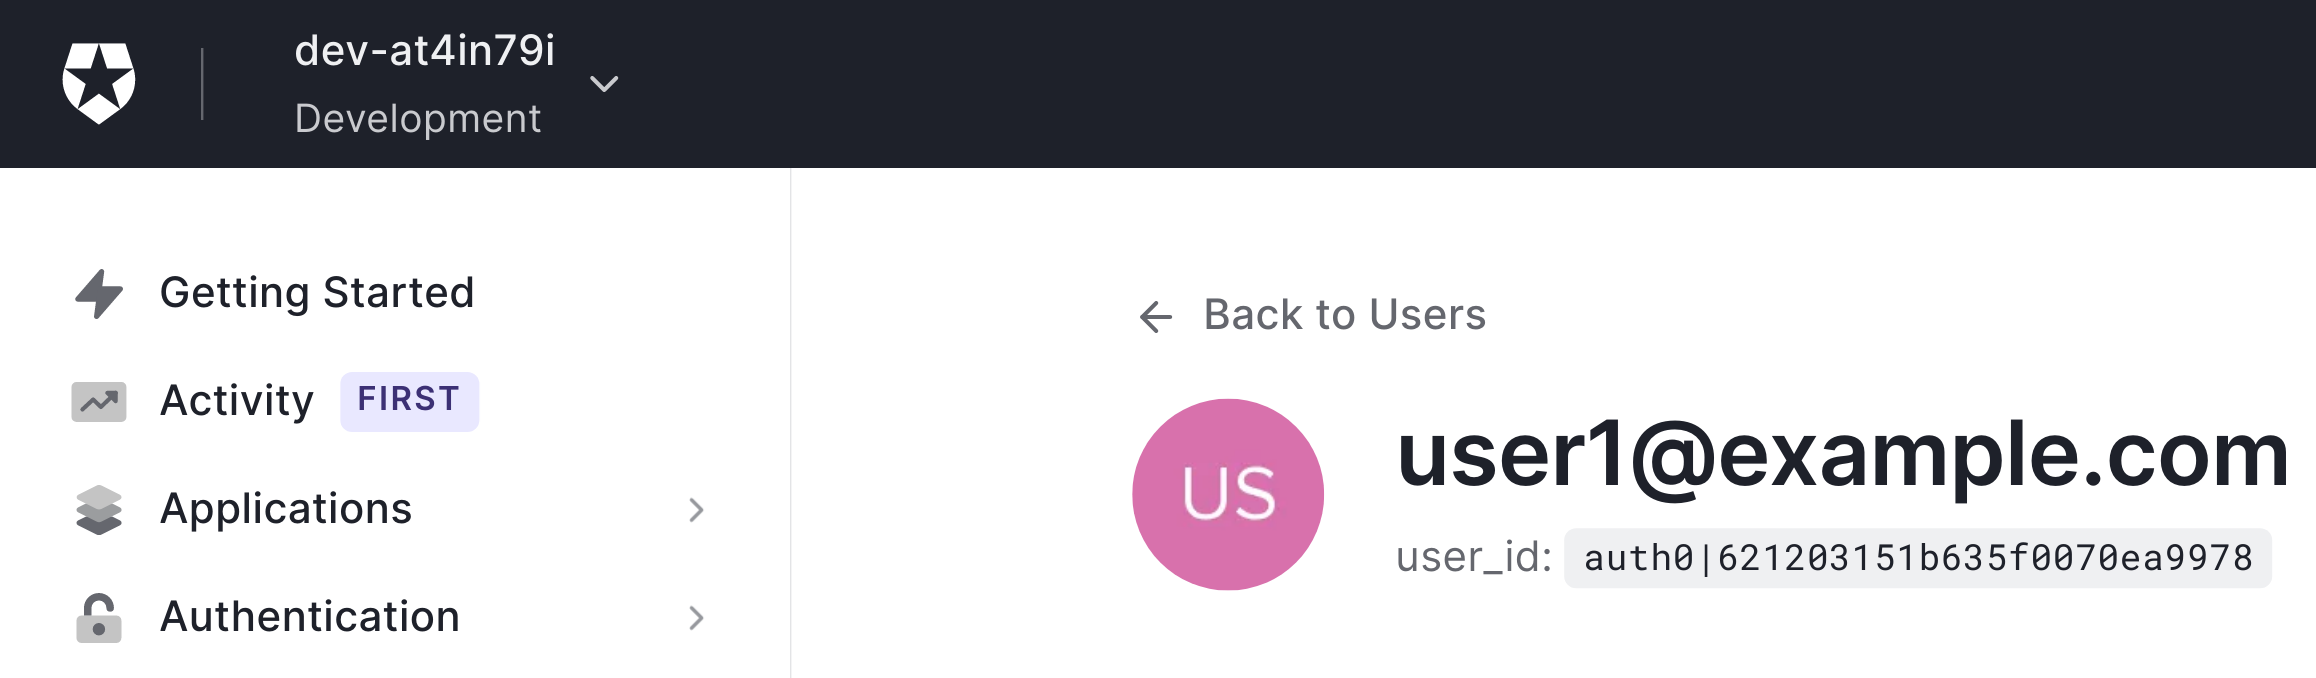 dev-at4in79i
Development
Getting Started
Activity FIRST
Applications
Authentication
Back to Users
US
user1@example.com
user_id: auth0|621203151b635f0070ea9978